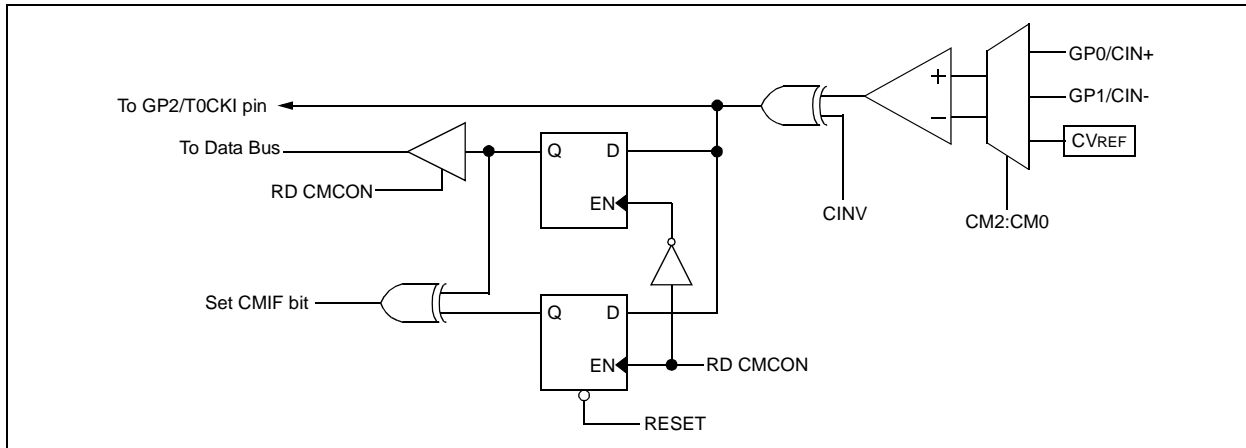 GP0/CIN+
To GP2/T0CKI pin
GP1/CIN-
To Data Bus
Q D
CVREF
RD CMCON
EN
CINV
CM2:CM0
Set CMIF bit
Q D
EN
RD CMCON
RESET